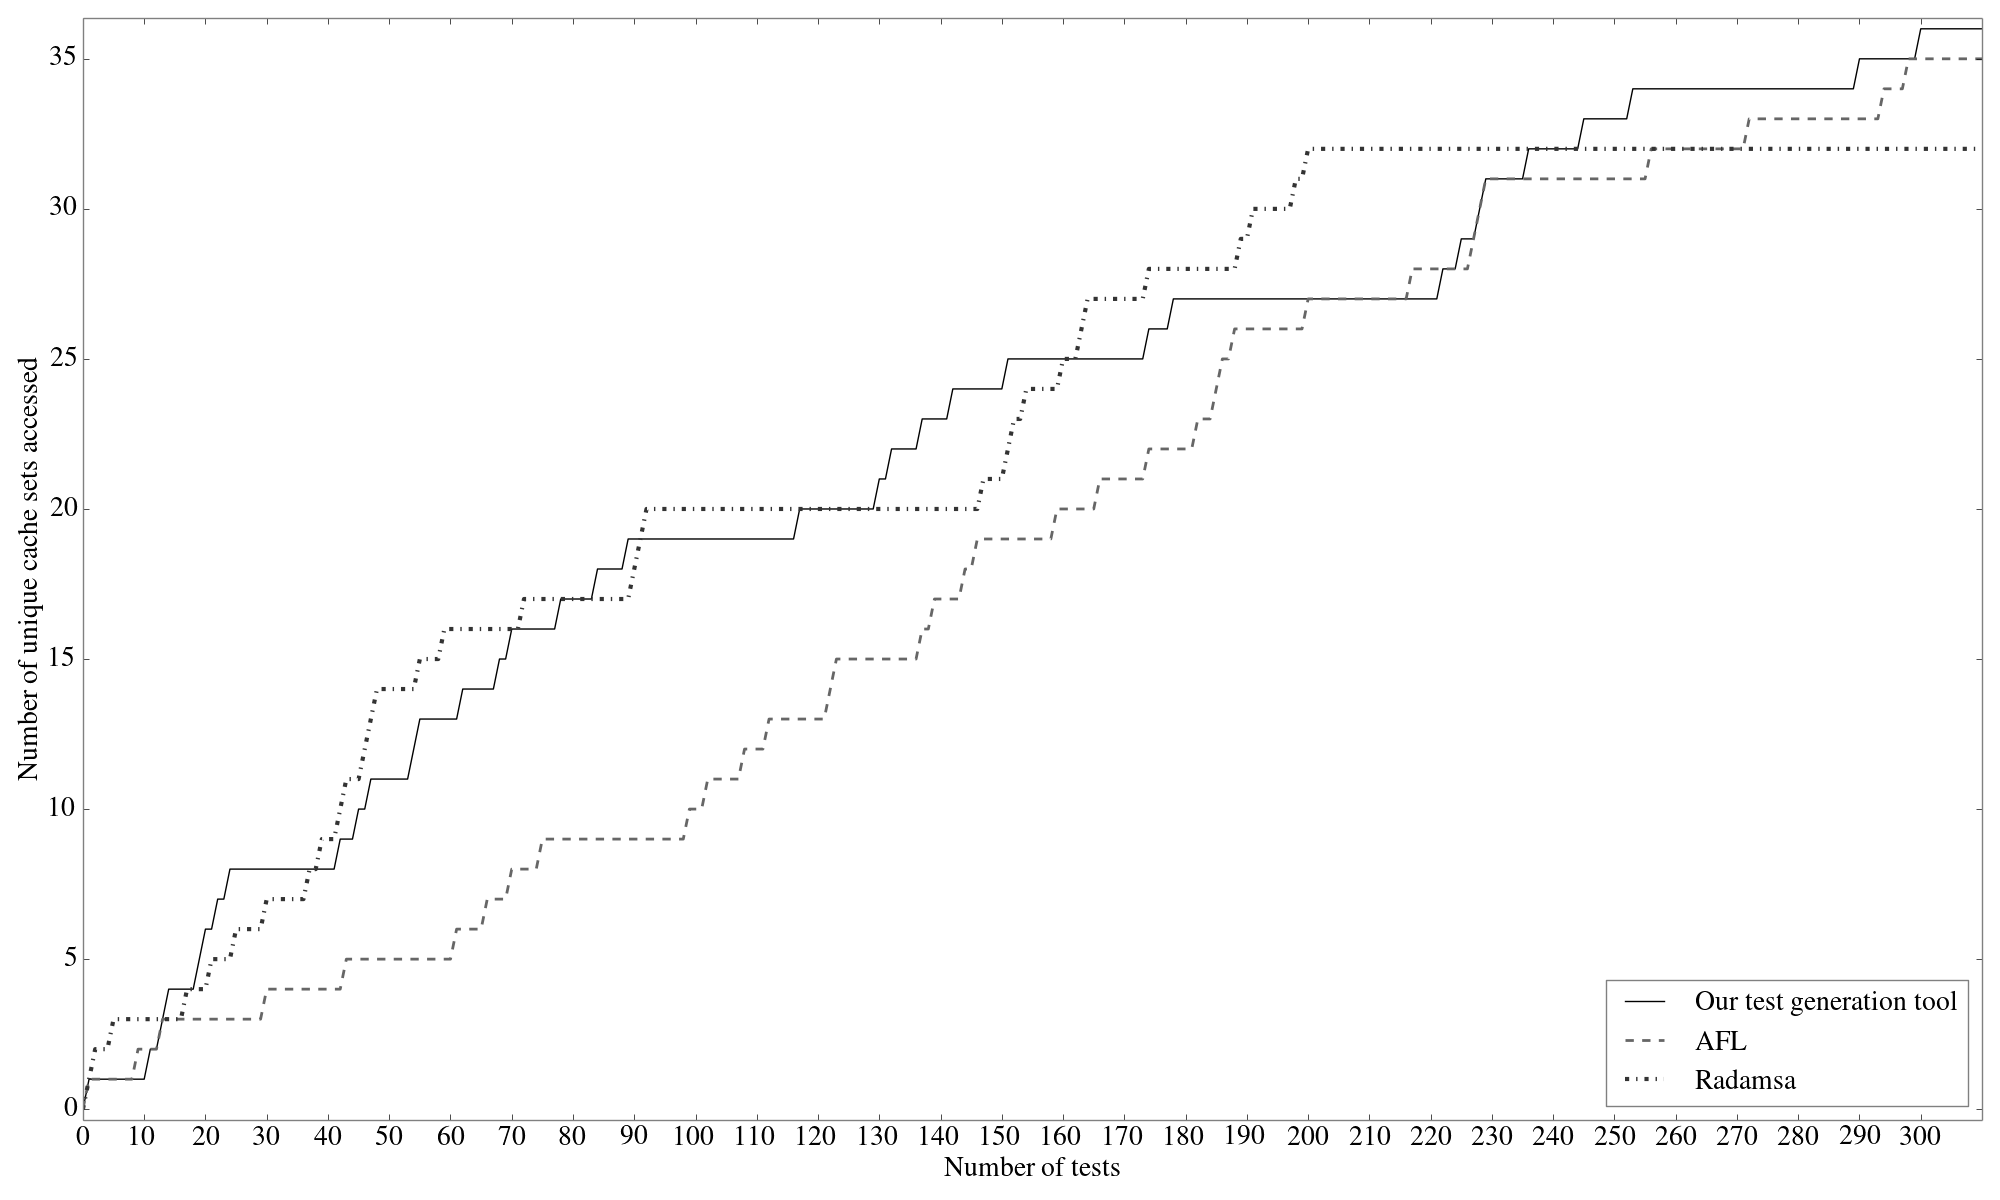 35
30
25
20
15
10
5
0
Number of unique cache sets accessed
Our test generation tool
AFL
Radamsa
0 10 20 30 40 50 60 70 80 90 100 110 120 130 140 150 160 170 180 190 200 210 220 230 240 250 260 270 280 290 300
Number of tests